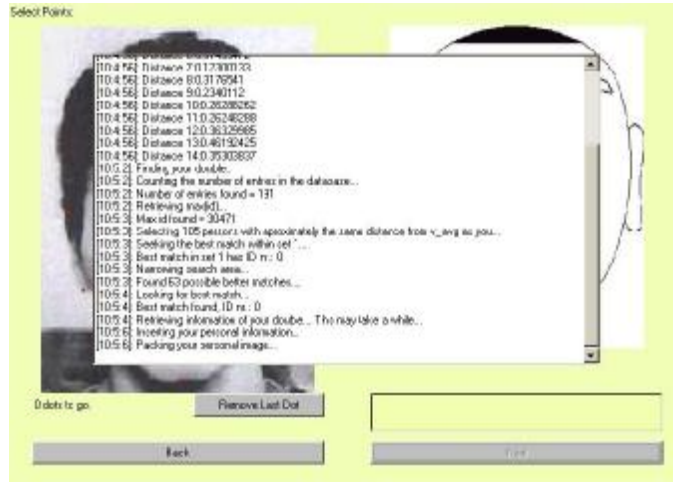 Select Points:
[10:4:56] Distance
[10:4:56] Distance 8:0.3176541
[10:4:56] Distance 9:0.2340112
[10:4:56] Distance 10:0.26288262
[10:4:56] Distance 11:0.26248288
[10:4:56] Distance 12:0.36329985
[10:4:56] Distance 13:0.46192425
[10:4:56] Distance 14:0.35303837
[10:5:2] Finding your double...
[10:5:2] Counting the number of entries in the database...
[10:5:2] Number of entries found = 191
[10:5:2] Retrieving max(id)...
[10:5:3] Max id found = 30471
[10:5:3] Selecting 105 persons with aproximately the same distance from v_avg as you...
[10:5:3] Seeking the best match within set
[10:5:3] Best match in set 1 has ID nr.: 0
[10:5:3] Narrowing search area...
[10:5:3] Found 63 possible better matches...
[10:5:4] Looking for best match...
[10:5:4] Best match found, ID nr.: 0
[10:5:4] Retrieving information of your double... This may take a while...
[10:5:6] Inserting your personal information...
[10:5:6] Packing your personal image...
0 dots to go.
Remove Last Dot
Back